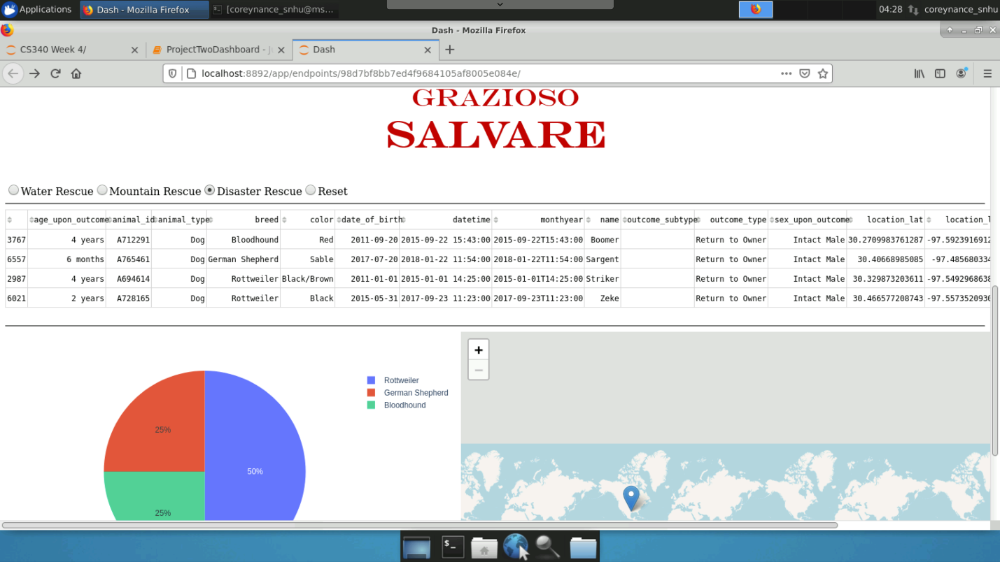 Applications Dash - Mozilla Firefox [coreynance_snhu@ms... 04:28 coreynance_snhu
Dash - Mozilla Firefox
CS340 Week 4/ ProjectTwoDashboard - Dash
localhost:8892/app/endpoints/98d7bf8bb7ed4f9684105af8005e084e/
GRAZIOSO
SALVARE
Water Rescue Mountain Rescue Disaster Rescue Reset
age_upon_outcome animal_id animal_type breed color date_of_birth datetime monthyear name outcome_subtype outcome_type sex_upon_outcome location_lat location_l
3767 4 years A712291 Dog Bloodhound Red 2011-09-20 2015-09-22 15:43:00 2015-09-22T15:43:00 Boomer Return to Owner Intact Male 30.2709983761287 -97.5923916912
6557 6 months A765461 Dog German Shepherd Sable 2017-07-20 2018-01-22 11:54:00 2018-01-22T11:54:00 Sargent Return to Owner Intact Male 30.40668985085 -97.485680334
2987 4 years A694614 Dog Rottweiler Black/Brown 2011-01-01 2015-01-01 14:25:00 2015-01-01T14:25:00 Striker Return to Owner Intact Male 30.329873203611 -97.5492968638
6021 2 years A728165 Dog Rottweiler Black 2015-05-31 2017-09-23 11:23:00 2017-09-23T11:23:00 Zeke Return to Owner Intact Male 30.466577208743 -97.5573520930
+
−
Rottweiler
German Shepherd
Bloodhound
25%
50%
25%
$_